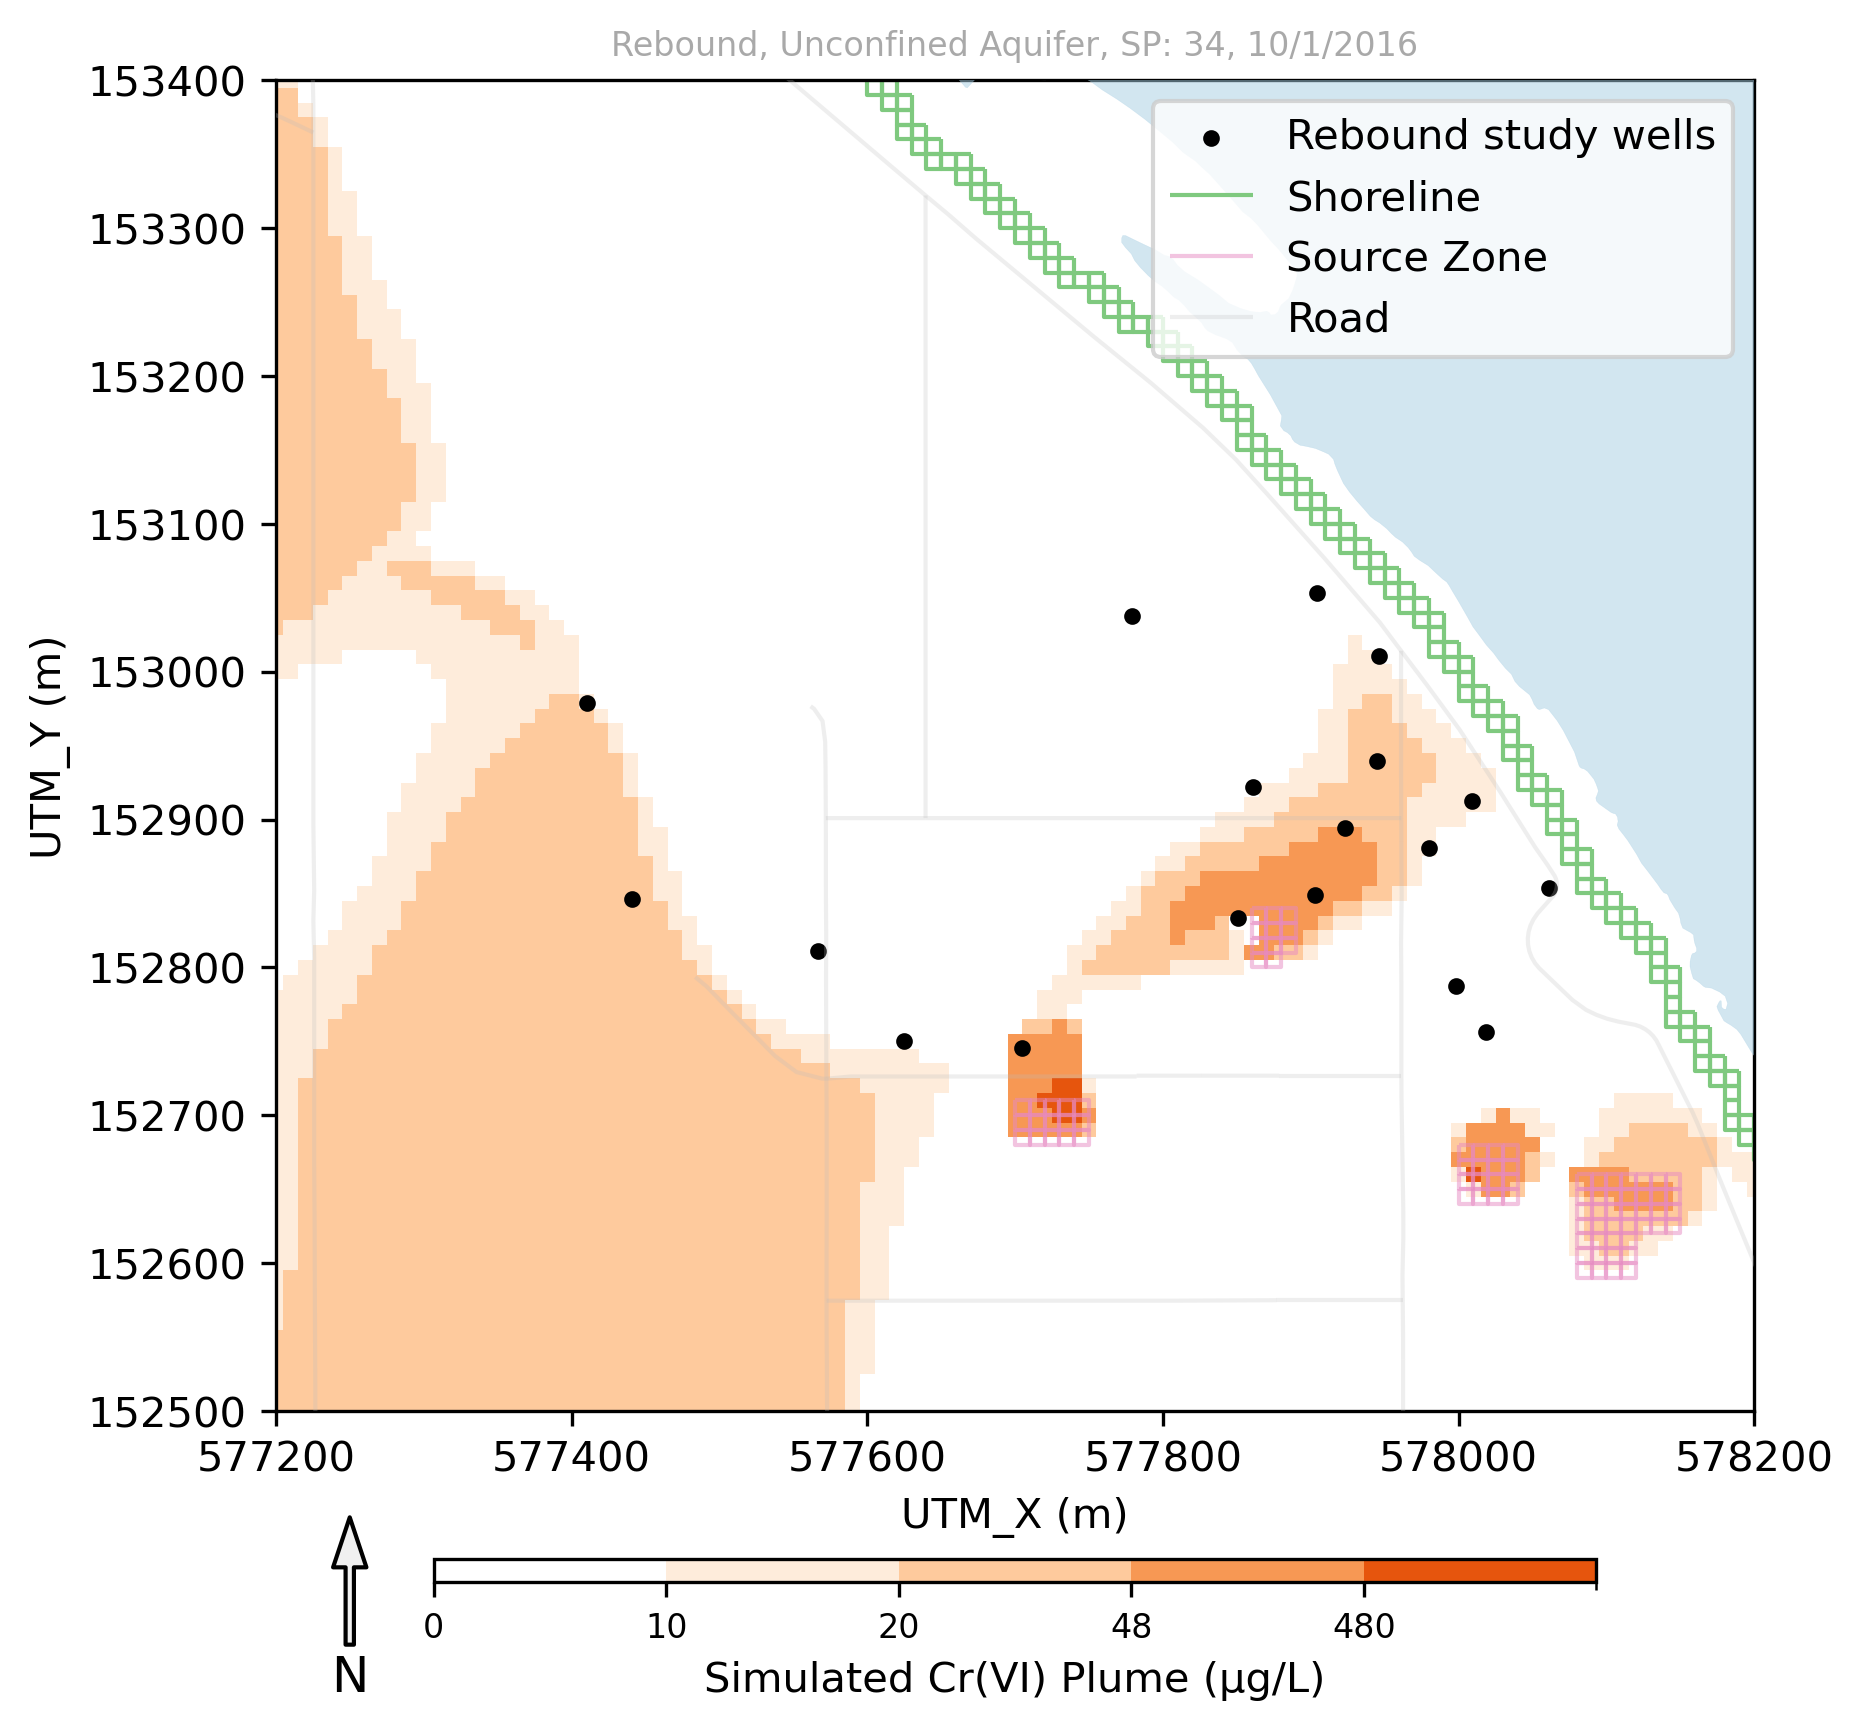 Rebound, Unconfined Aquifer, SP: 34, 10/1/2016
Rebound study wells
Shoreline
Source Zone
Road
153400
153300
153200
153100
153000
152900
152800
152700
152600
152500
UTM_Y (m)
577200 577400 577600 577800 578000 578200
UTM_X (m)
N
0 10 20 48 480
Simulated Cr(VI) Plume (μg/L)